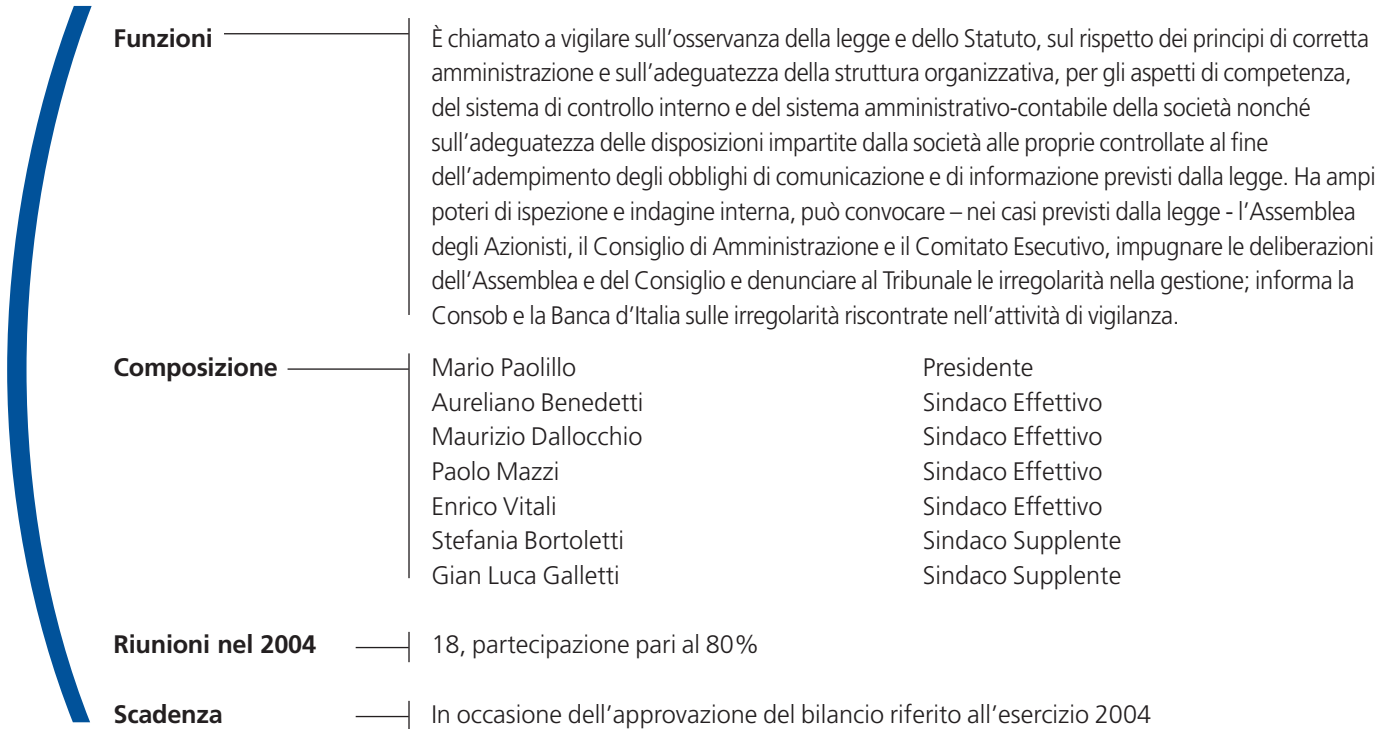 Funzioni È chiamato a vigilare sull'osservanza della legge e dello Statuto, sul rispetto dei principi di corretta
amministrazione e sull'adeguatezza della struttura organizzativa, per gli aspetti di competenza,
del sistema di controllo interno e del sistema amministrativo-contabile della società nonché
sull'adeguatezza delle disposizioni impartite dalla società alle proprie controllate al fine
dell'adempimento degli obblighi di comunicazione e di informazione previsti dalla legge. Ha ampi
poteri di ispezione e indagine interna, può convocare – nei casi previsti dalla legge - l'Assemblea
degli Azionisti, il Consiglio di Amministrazione e il Comitato Esecutivo, impugnare le deliberazioni
dell'Assemblea e del Consiglio e denunciare al Tribunale le irregolarità nella gestione; informa la
Consob e la Banca d'Italia sulle irregolarità riscontrate nell'attività di vigilanza.
Composizione Mario Paolillo Presidente
Aureliano Benedetti Sindaco Effettivo
Maurizio Dallocchio Sindaco Effettivo
Paolo Mazzi Sindaco Effettivo
Enrico Vitali Sindaco Effettivo
Stefania Bortoletti Sindaco Supplente
Gian Luca Galletti Sindaco Supplente
Riunioni nel 2004 18, partecipazione pari al 80%
Scadenza In occasione dell'approvazione del bilancio riferito all'esercizio 2004